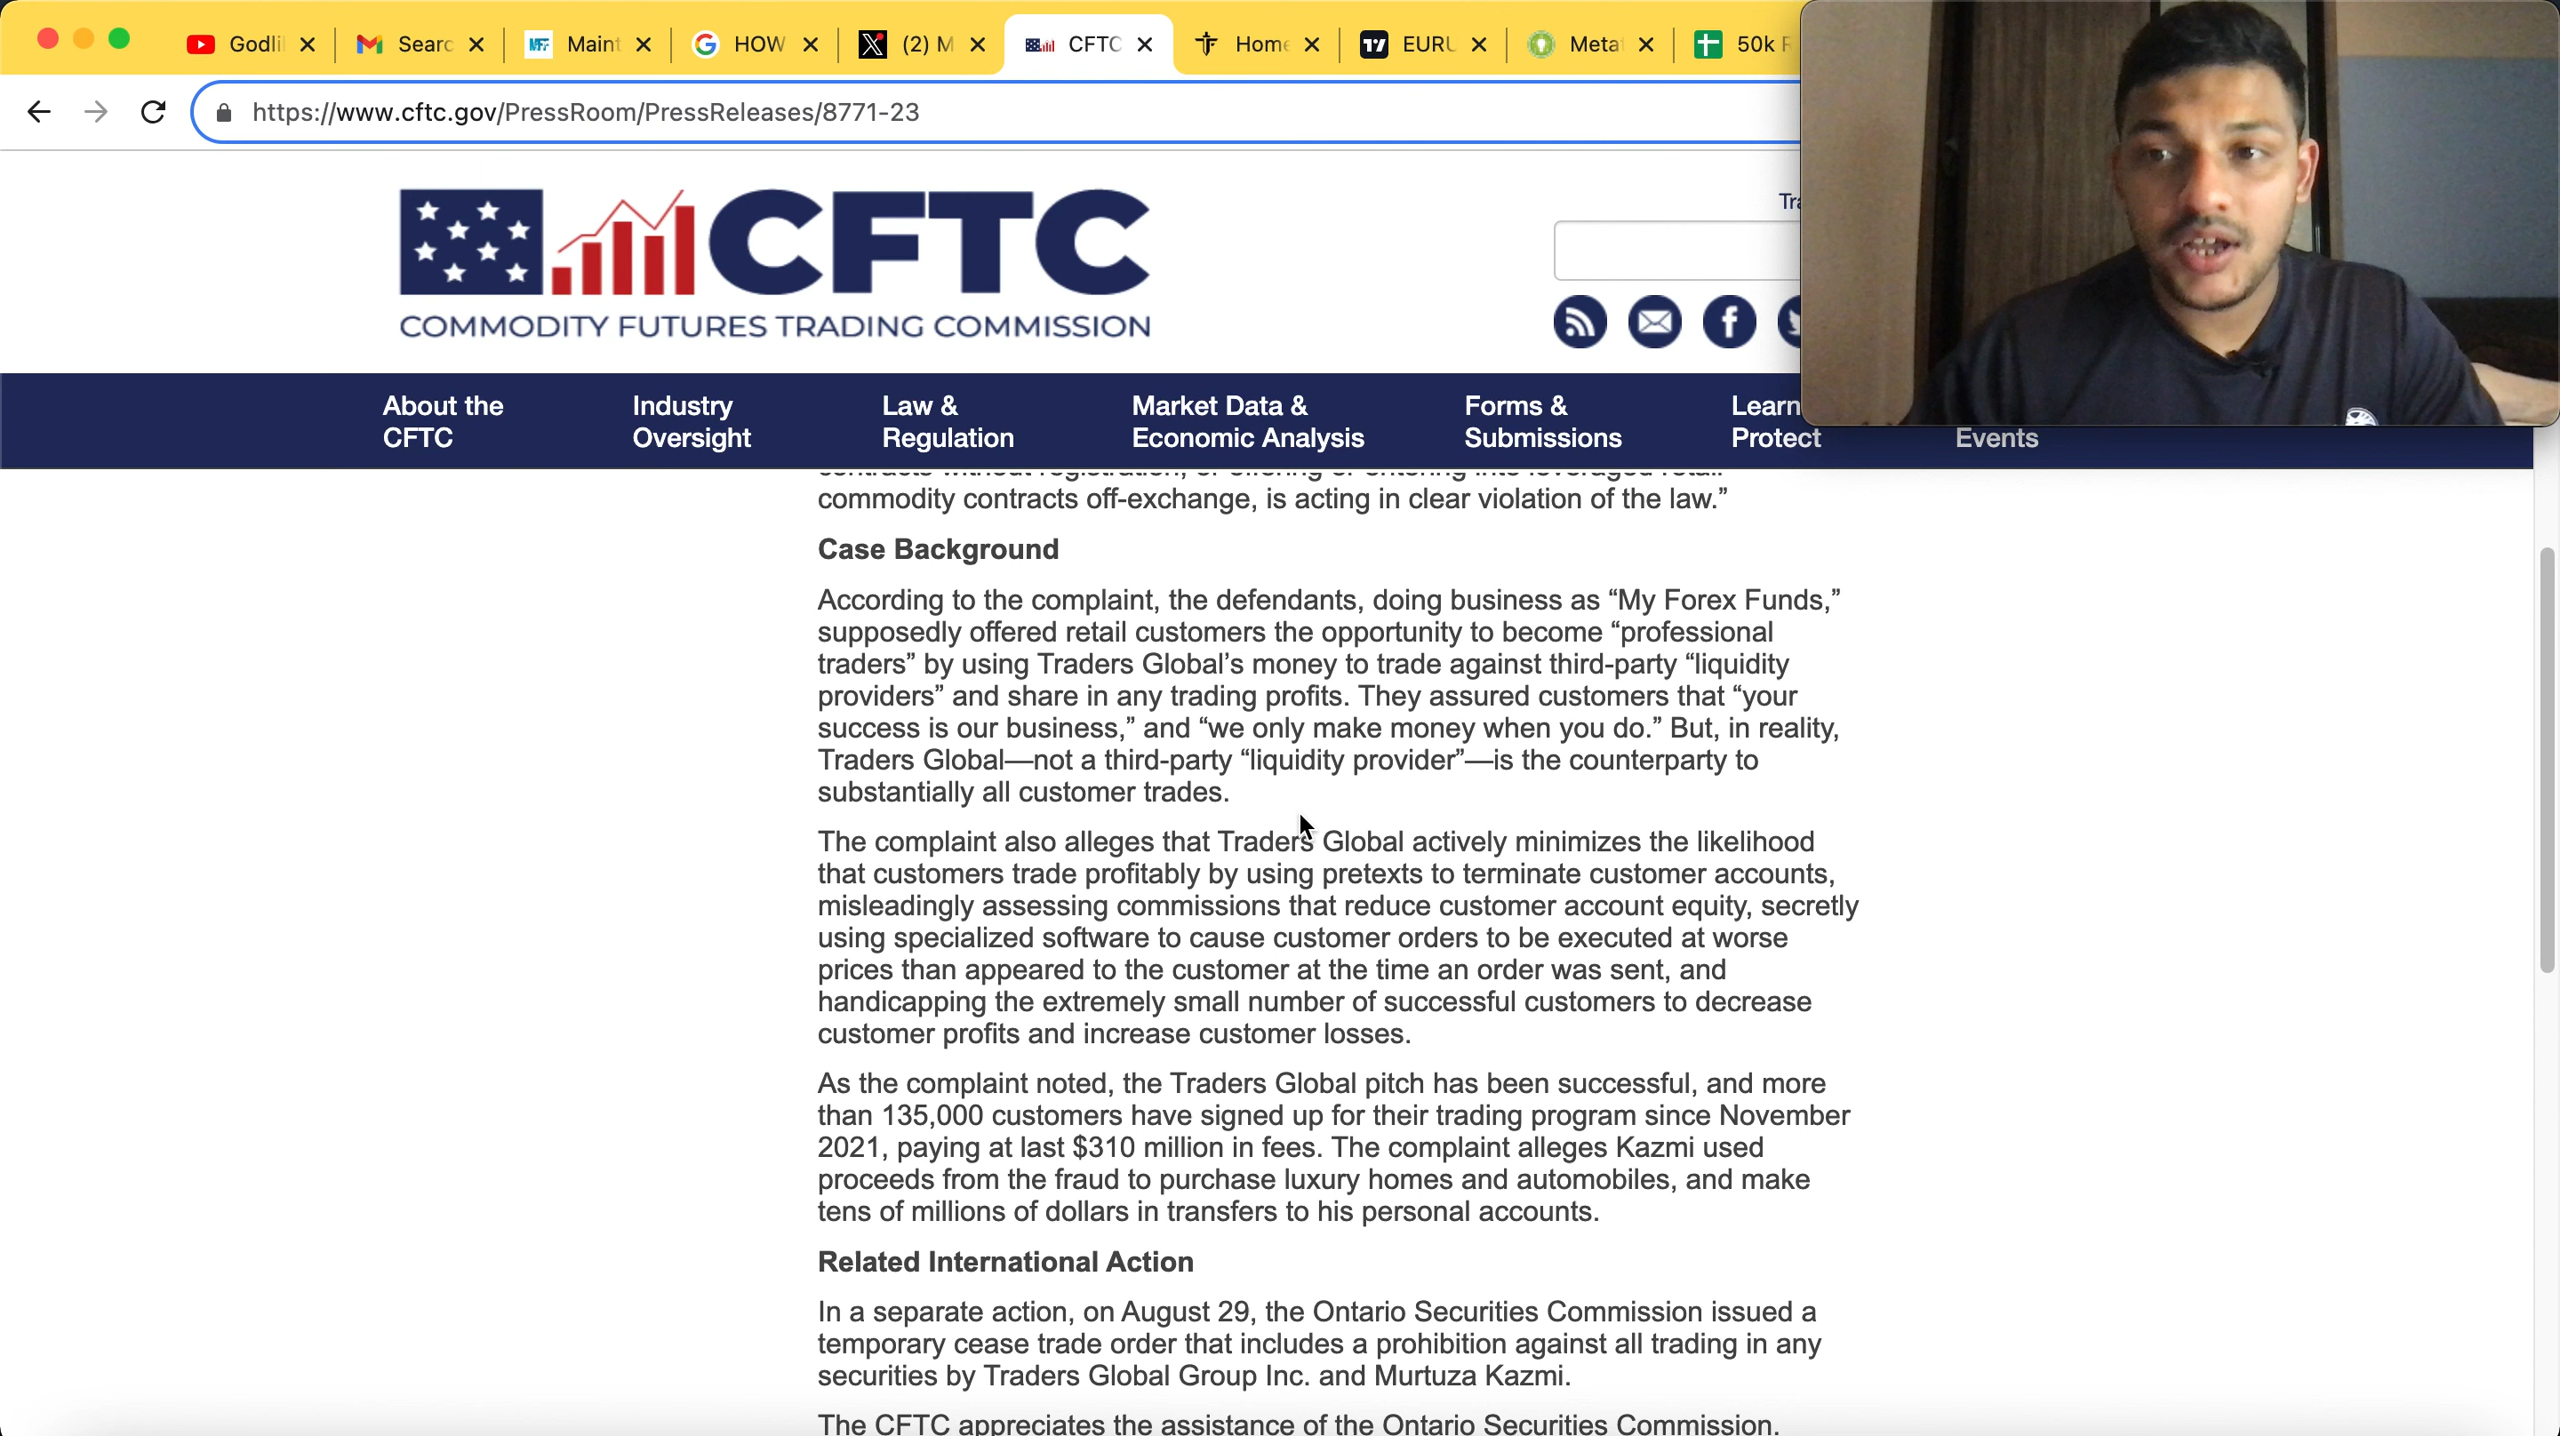 Godli
Searc
Maint
HOW
(2) M
CFTC
Home
EURU
Meta
50k
https://www.cftc.gov/PressRoom/PressReleases/8771-23
CFTC
COMMODITY FUTURES TRADING COMMISSION
Tra
About the
CFTC
Industry
Oversight
Law &
Regulation
Market Data &
Economic Analysis
Forms &
Submissions
Learn
Protect
Events
contracts without registration, or offering or entering into leveraged retail
commodity contracts off-exchange, is acting in clear violation of the law.”
Case Background
According to the complaint, the defendants, doing business as “My Forex Funds,”
supposedly offered retail customers the opportunity to become “professional
traders” by using Traders Global’s money to trade against third-party “liquidity
providers” and share in any trading profits. They assured customers that “your
success is our business,” and “we only make money when you do.” But, in reality,
Traders Global—not a third-party “liquidity provider”—is the counterparty to
substantially all customer trades.
The complaint also alleges that Traders Global actively minimizes the likelihood
that customers trade profitably by using pretexts to terminate customer accounts,
misleadingly assessing commissions that reduce customer account equity, secretly
using specialized software to cause customer orders to be executed at worse
prices than appeared to the customer at the time an order was sent, and
handicapping the extremely small number of successful customers to decrease
customer profits and increase customer losses.
As the complaint noted, the Traders Global pitch has been successful, and more
than 135,000 customers have signed up for their trading program since November
2021, paying at last $310 million in fees. The complaint alleges Kazmi used
proceeds from the fraud to purchase luxury homes and automobiles, and make
tens of millions of dollars in transfers to his personal accounts.
Related International Action
In a separate action, on August 29, the Ontario Securities Commission issued a
temporary cease trade order that includes a prohibition against all trading in any
securities by Traders Global Group Inc. and Murtuza Kazmi.
The CFTC appreciates the assistance of the Ontario Securities Commission.